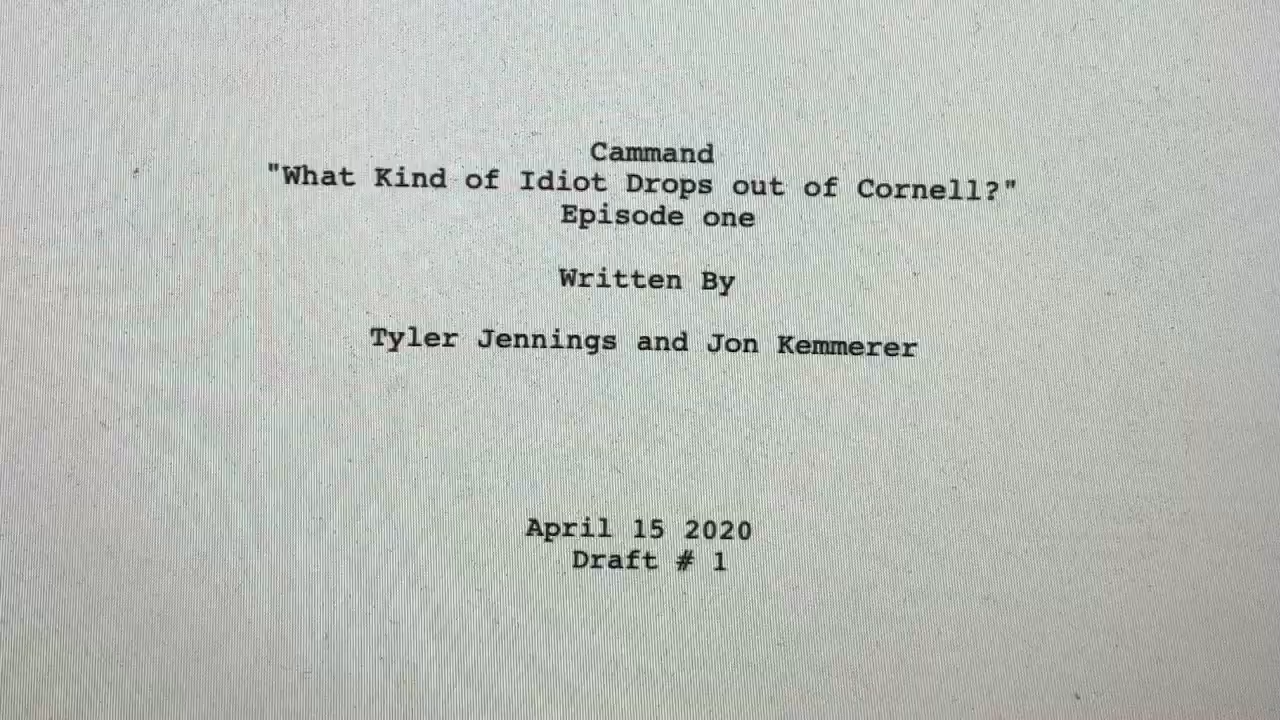 Cammand
"What Kind of Idiot Drops out of Cornell?"
Episode one
Written By
Tyler Jennings and Jon Kemmerer
April 15 2020
Draft # 1